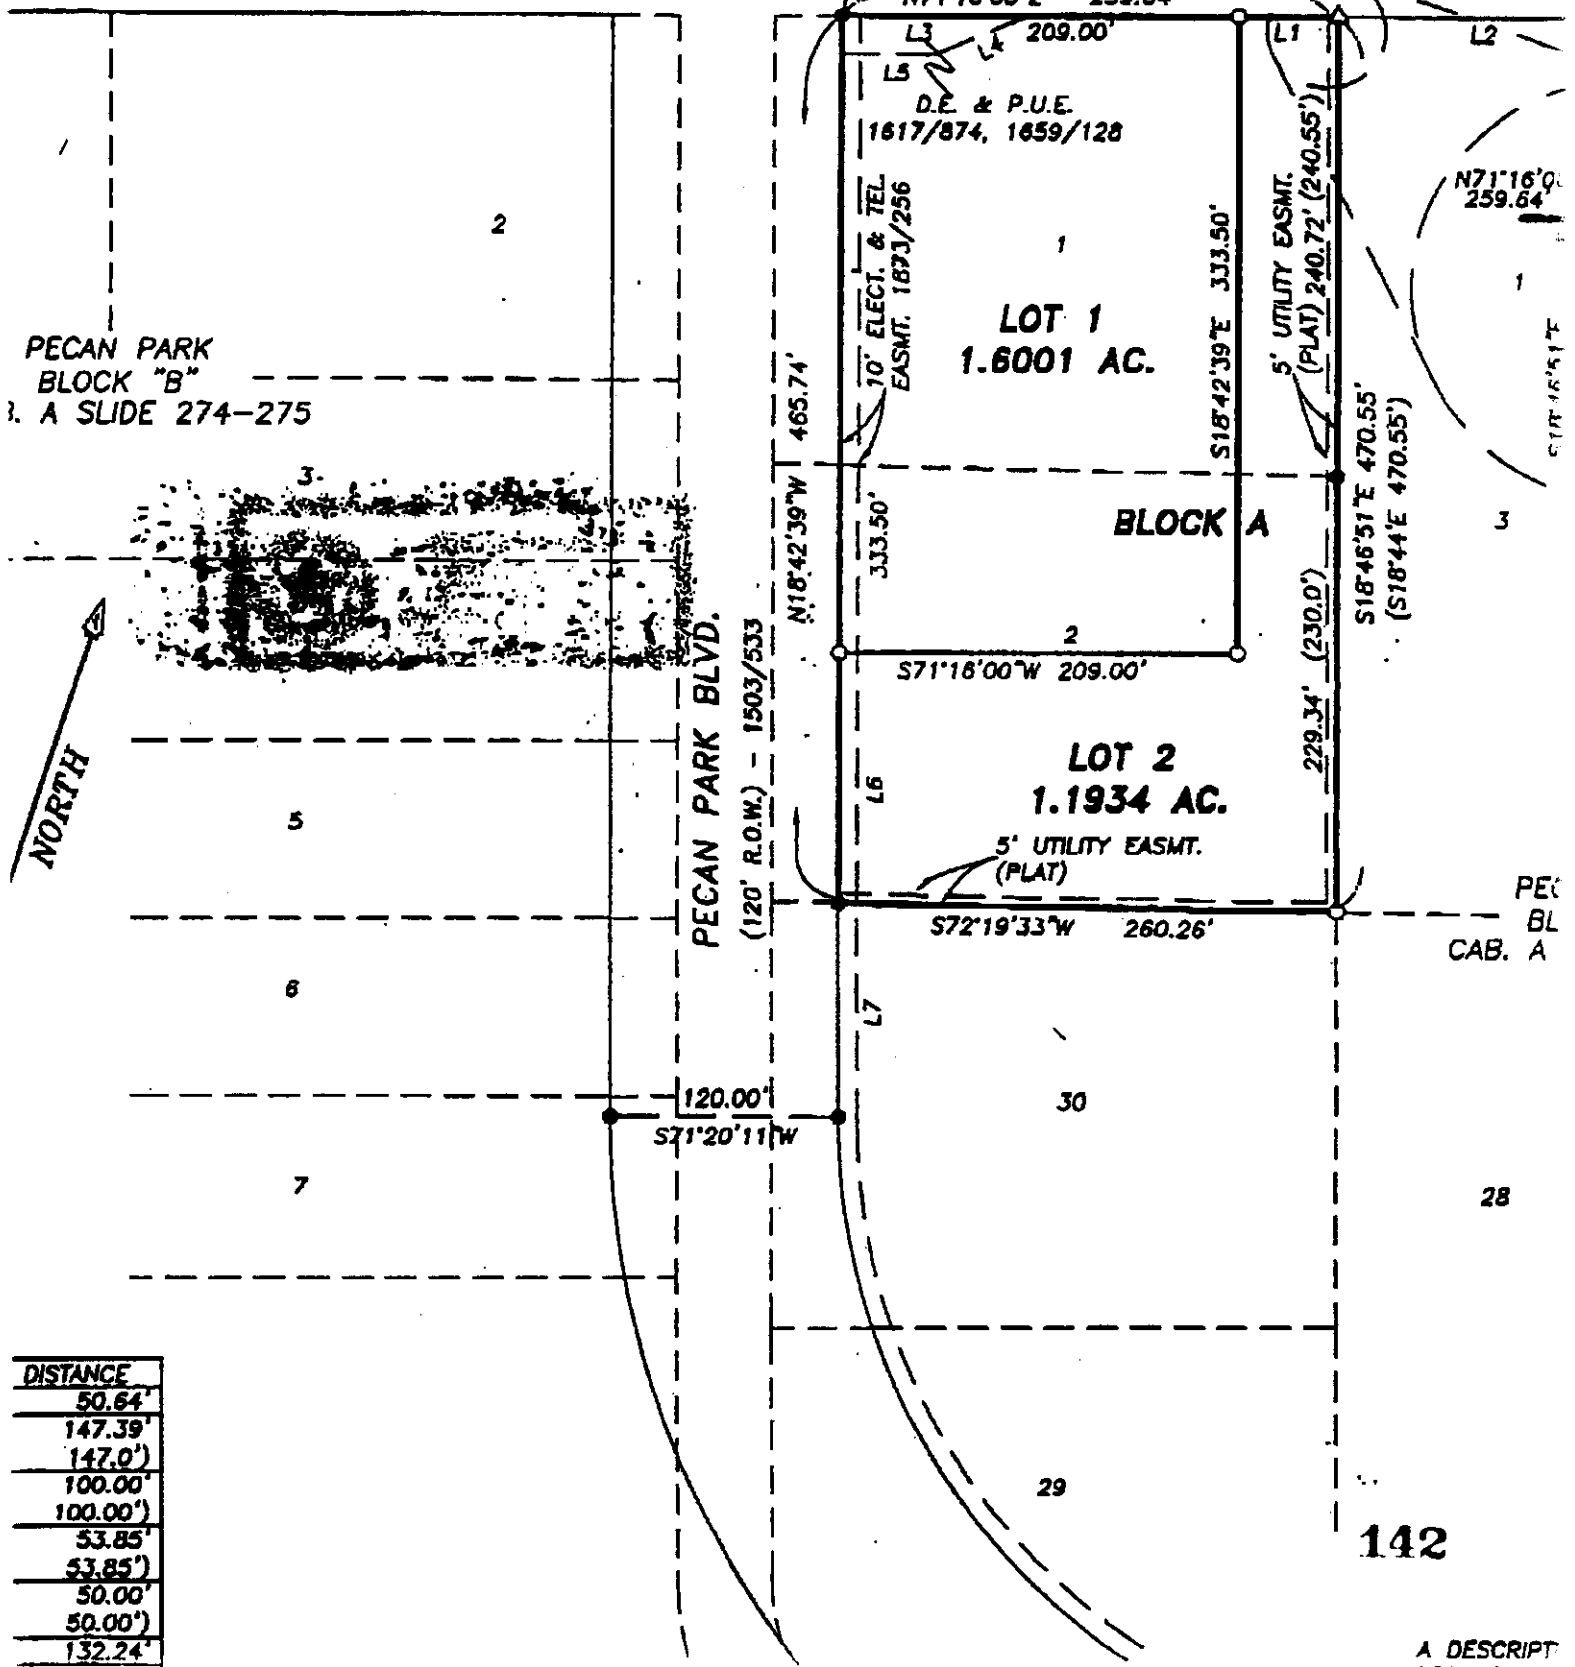 209.00'
L3
L4
L1
L2
L5
D.E. & P.U.E.
1617/874, 1659/128
2
10' ELECT. & TEL.
EASMT. 1673/256
1
LOT 1
1.6001 AC.
S18°42'39"E 333.50'
5' UTILITY EASMT.
(PLAT) 240.72' (240.55')
259.64'
1
PECAN PARK
BLOCK "B"
A SLIDE 274-275
N18°42'39"W 465.74'
333.50'
BLOCK A
S18°46'51"E 470.55'
(S18°44'E 470.55')
3
3
NORTH
PECAN PARK BLVD.
(120' R.O.W.) - 1503/533
2
S71°16'00"W 209.00'
229.34' (230.0')
LOT 2
1.1934 AC.
L6
5' UTILITY EASMT.
(PLAT)
5
S72°19'33"W 260.26'
CAB. A
6
L7
120.00'
S71°20'11"W
30
7
28
DISTANCE
50.64'
147.39'
147.0')
100.00'
100.00')
53.85'
53.85')
50.00'
50.00')
132.24'
29
142
A DESCRIPT